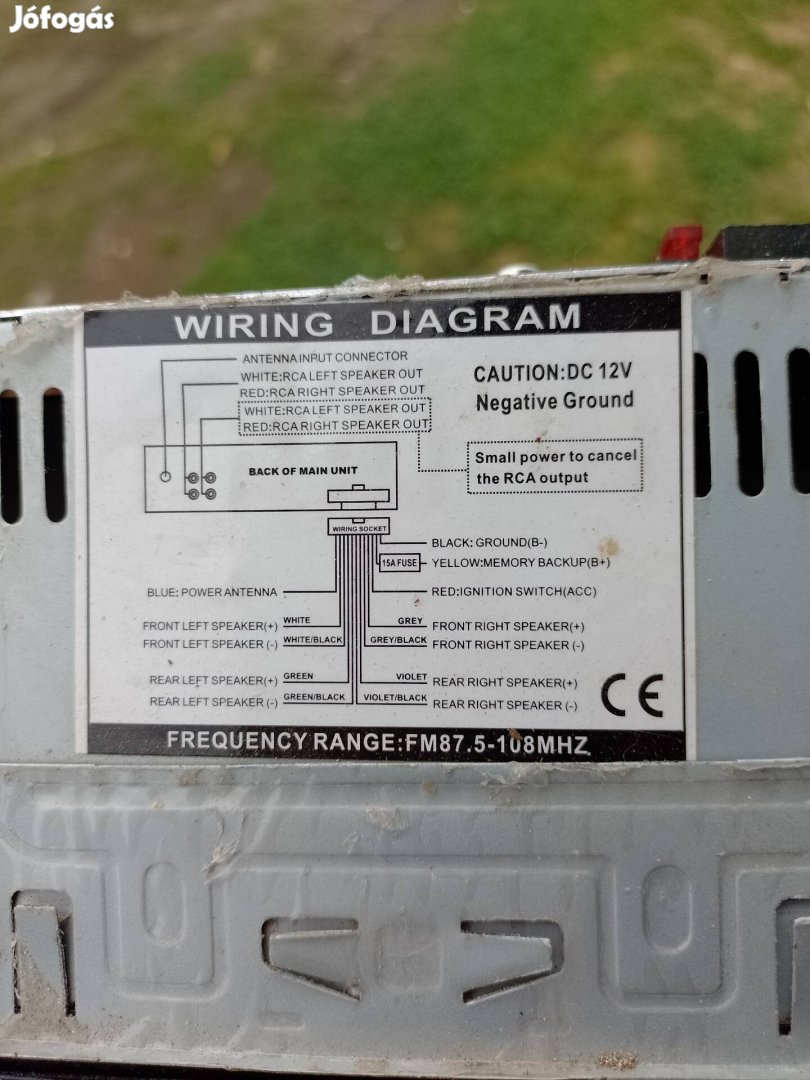 Jófogás
WIRING DIAGRAM
ANTENNA INPUT CONNECTOR
WHITE:RCA LEFT SPEAKER OUT
RED:RCA RIGHT SPEAKER OUT
WHITE:RCA LEFT SPEAKER OUT
RED:RCA RIGHT SPEAKER OUT
CAUTION:DC 12V
Negative Ground
Small power to cancel
the RCA output
BACK OF MAIN UNIT
WIRING SOCKET
BLACK: GROUND(B-)
15A FUSE
YELLOW:MEMORY BACKUP(B+)
BLUE: POWER ANTENNA
RED:IGNITION SWITCH(ACC)
FRONT LEFT SPEAKER(+) WHITE
GREY FRONT RIGHT SPEAKER(+)
FRONT LEFT SPEAKER (-) WHITE/BLACK
GREY/BLACK FRONT RIGHT SPEAKER (-)
REAR LEFT SPEAKER(+) GREEN
VIOLET REAR RIGHT SPEAKER(+)
REAR LEFT SPEAKER (-) GREEN/BLACK
VIOLET/BLACK REAR RIGHT SPEAKER (-)
CE
FREQUENCY RANGE:FM87.5-108MHZ